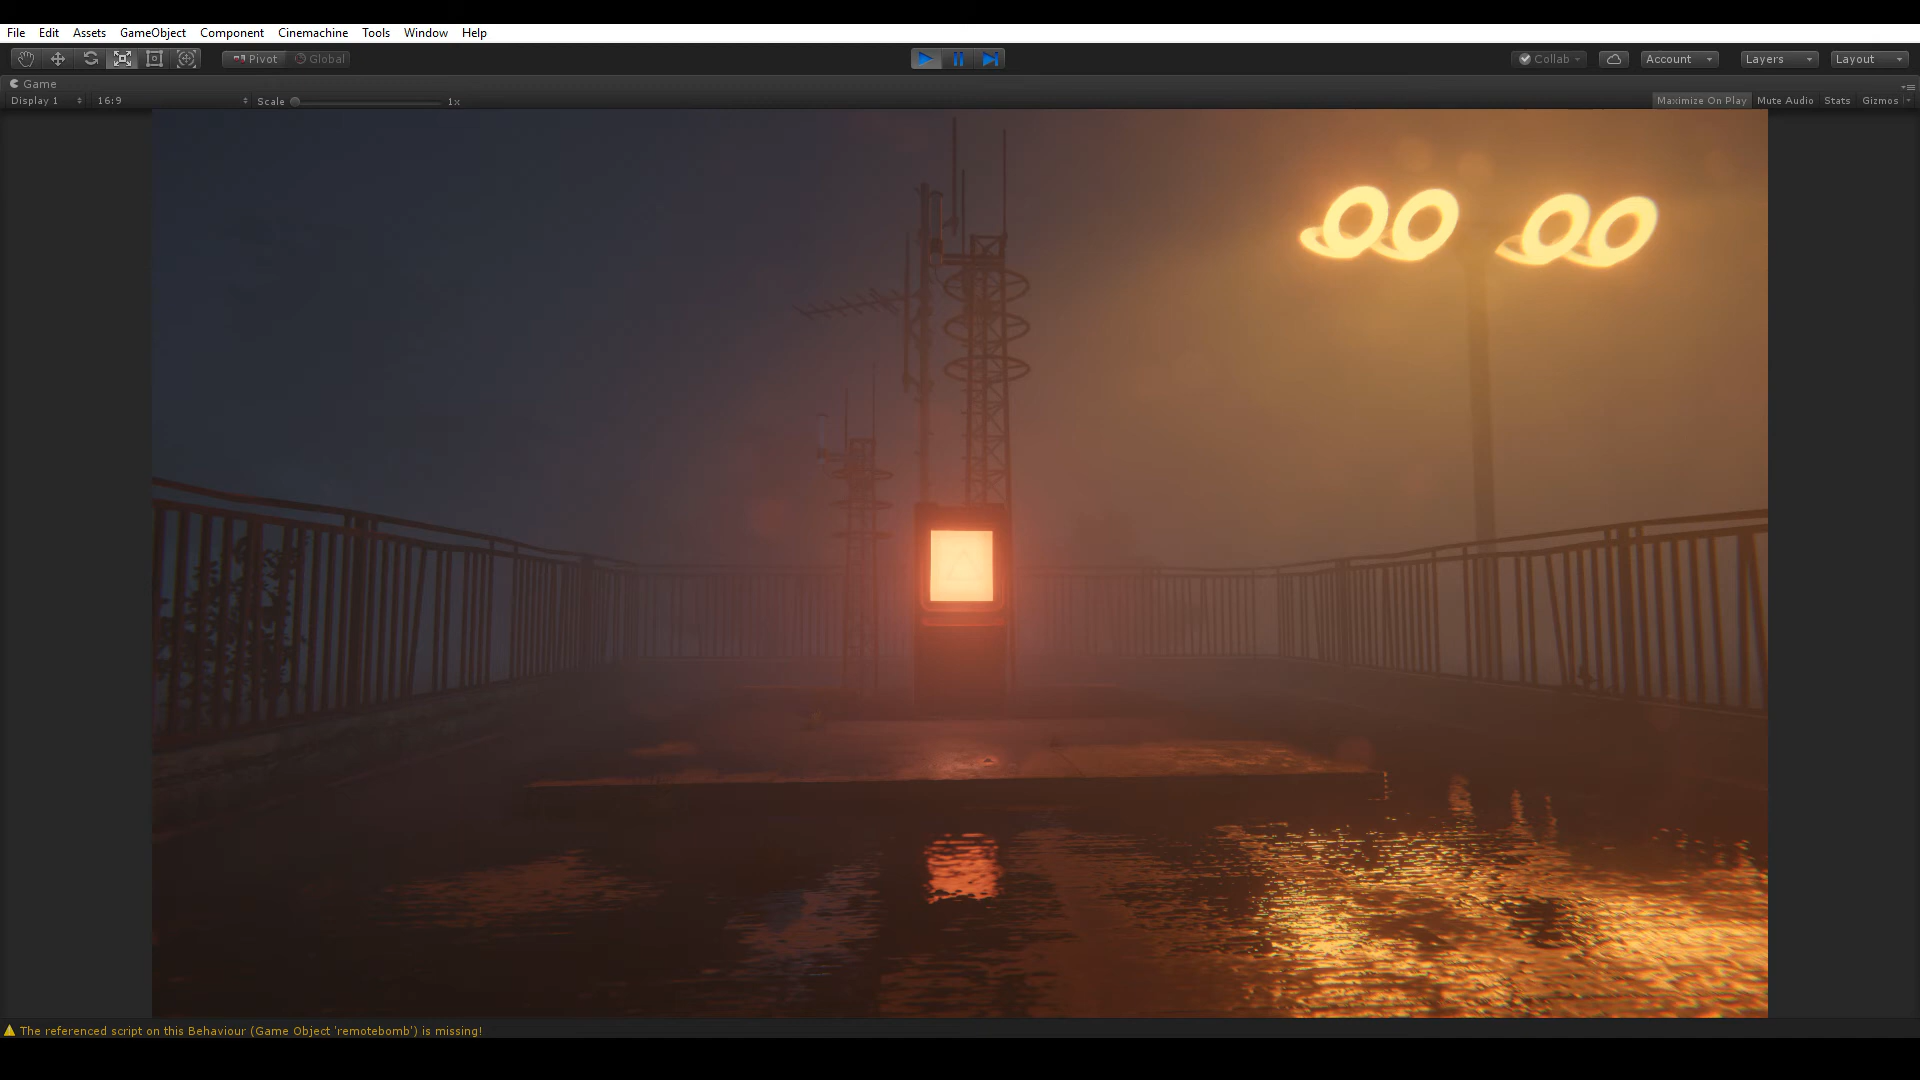 File Edit Assets GameObject Component Cinemachine Tools Window Help
Pivot Global Collab Account Layers Layout
Game
Display 1 16:9 Scale 1x Maximize On Play Mute Audio Stats Gizmos
The referenced script on this Behaviour (Game Object 'remotebomb') is missing!